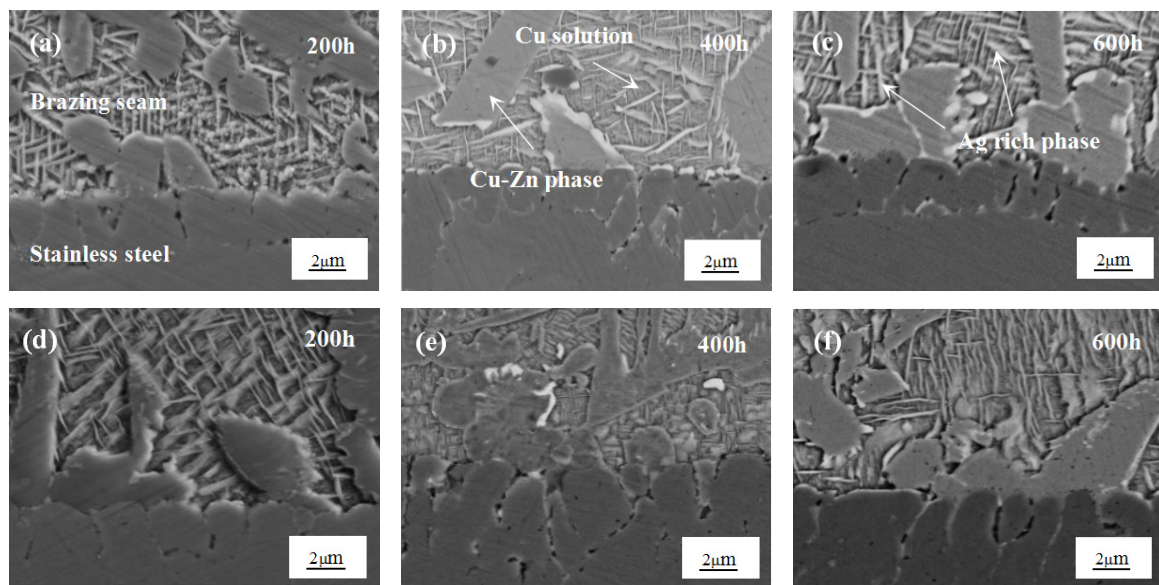 (a)
200h
Brazing seam
Stainless steel
2μm
(b)
Cu solution
400h
Cu-Zn phase
2μm
(c)
600h
Ag rich phase
2μm
(d)
200h
2μm
(e)
400h
2μm
(f)
600h
2μm